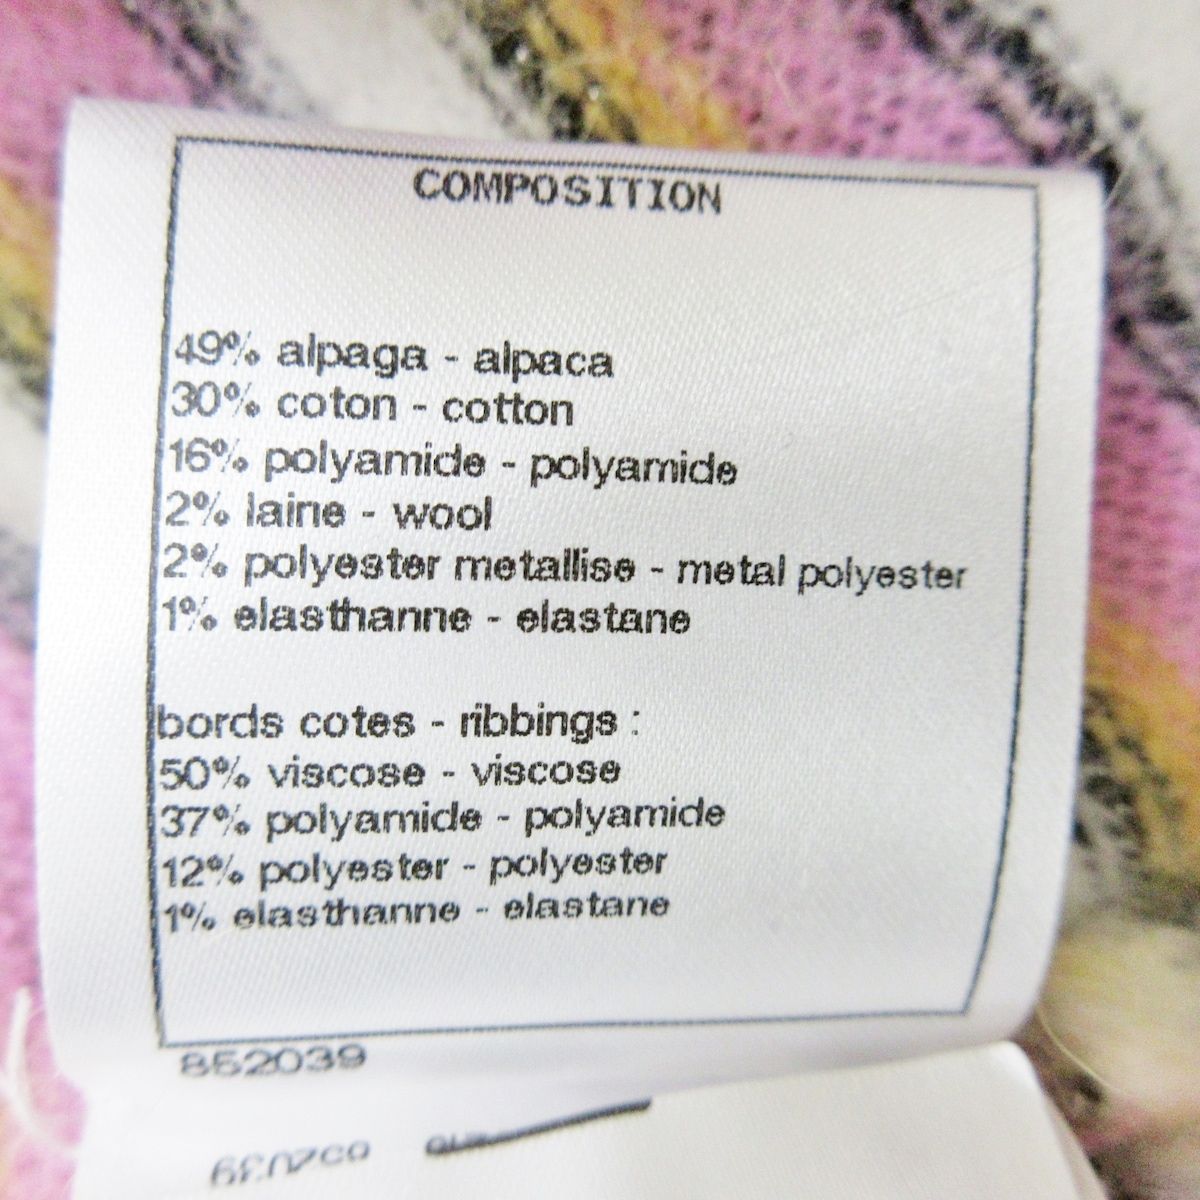 COMPOSITION
49% alpaga - alpaca
30% coton - cotton
16% polyamide - polyamide
2% laine - wool
2% polyester metallise - metal polyester
1% elasthanne - elastane
bords cotes - ribbings :
50% viscose - viscose
37% polyamide - polyamide
12% polyester - polyester
1% elasthanne - elastane
852039